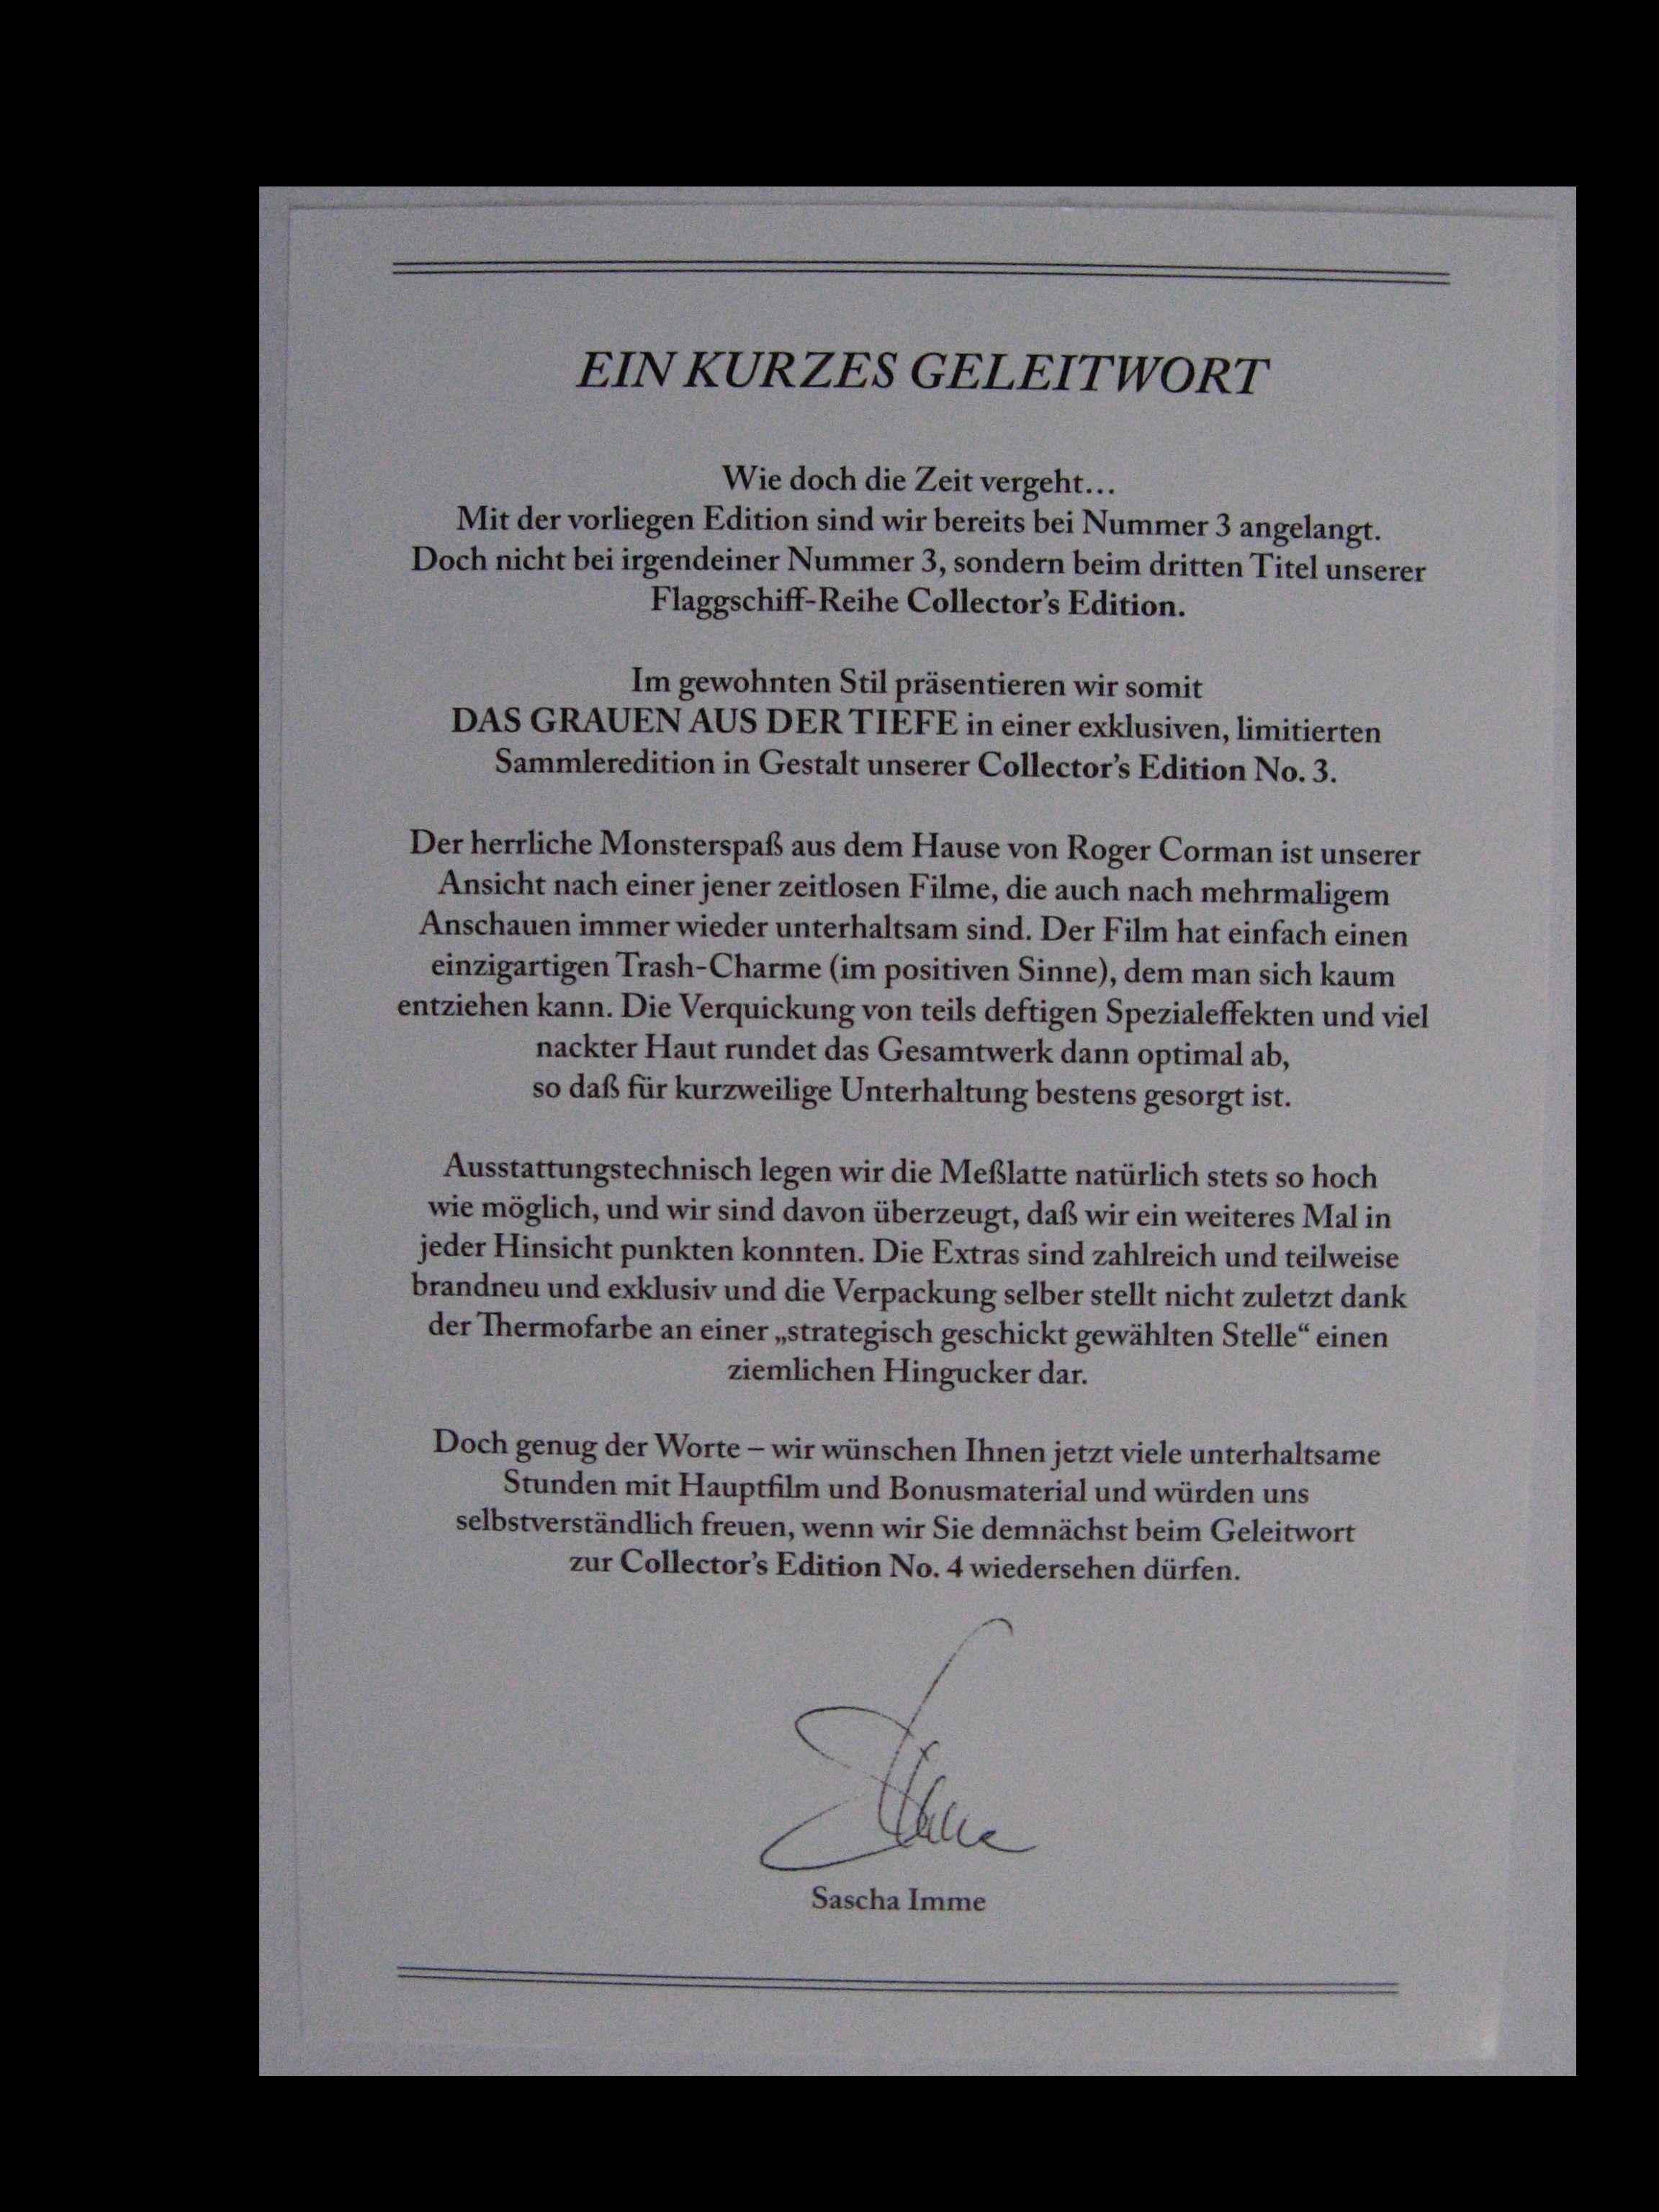 EIN KURZES GELEITWORT
Wie doch die Zeit vergeht...
Mit der vorliegen Edition sind wir bereits bei Nummer 3 angelangt.
Doch nicht bei irgendeiner Nummer 3, sondern beim dritten Titel unserer
Flaggschiff-Reihe Collector's Edition.
Im gewohnten Stil präsentieren wir somit
DAS GRAUEN AUS DER TIEFE in einer exklusiven, limitierten
Sammleredition in Gestalt unserer Collector's Edition No. 3.
Der herrliche Monsterspaß aus dem Hause von Roger Corman ist unserer
Ansicht nach einer jener zeitlosen Filme, die auch nach mehrmaligem
Anschauen immer wieder unterhaltsam sind. Der Film hat einfach einen
einzigartigen Trash-Charme (im positiven Sinne), dem man sich kaum
entziehen kann. Die Verquickung von teils deftigen Spezialeffekten und viel
nackter Haut rundet das Gesamtwerk dann optimal ab,
so daß für kurzweilige Unterhaltung bestens gesorgt ist.
Ausstattungstechnisch legen wir die Meßlatte natürlich stets so hoch
wie möglich, und wir sind davon überzeugt, daß wir ein weiteres Mal in
jeder Hinsicht punkten konnten. Die Extras sind zahlreich und teilweise
brandneu und exklusiv und die Verpackung selber stellt nicht zuletzt dank
der Thermofarbe an einer „strategisch geschickt gewählten Stelle“ einen
ziemlichen Hingucker dar.
Doch genug der Worte – wir wünschen Ihnen jetzt viele unterhaltsame
Stunden mit Hauptfilm und Bonusmaterial und würden uns
selbstverständlich freuen, wenn wir Sie demnächst beim Geleitwort
zur Collector's Edition No. 4 wiedersehen dürfen.
Sascha Imme